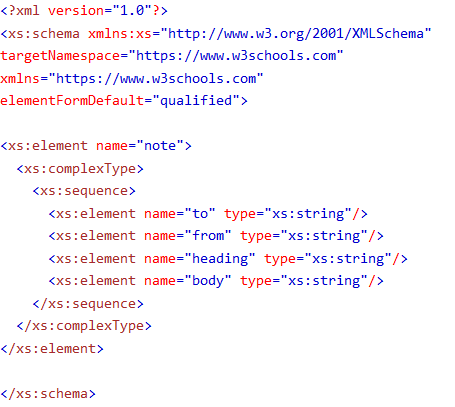 <?xml version="1.0"?>
<xs:schema xmlns:xs="http://www.w3.org/2001/XMLSchema"
targetNamespace="https://www.w3schools.com"
xmlns="https://www.w3schools.com"
elementFormDefault="qualified">

<xs:element name="note">
  <xs:complexType>
    <xs:sequence>
      <xs:element name="to" type="xs:string"/>
      <xs:element name="from" type="xs:string"/>
      <xs:element name="heading" type="xs:string"/>
      <xs:element name="body" type="xs:string"/>
    </xs:sequence>
  </xs:complexType>
</xs:element>

</xs:schema>